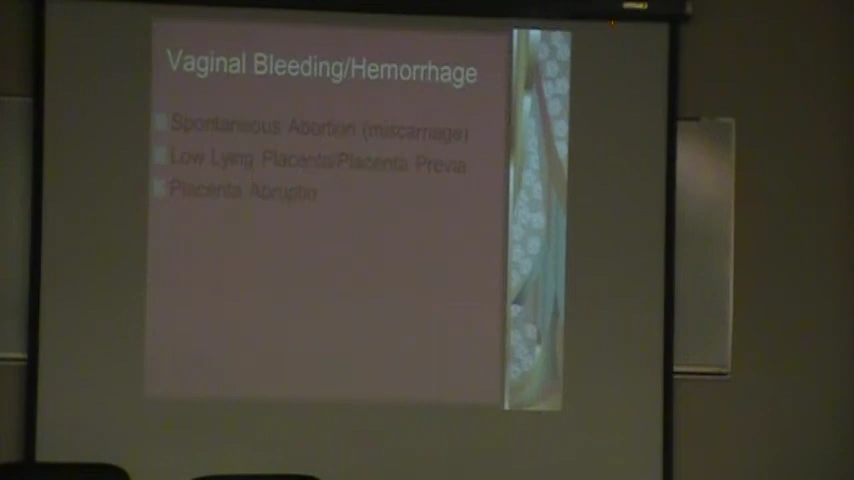 Vaginal Bleeding/Hemorrhage
Spontaneous Abortion (miscarriage)
Low Lying Placenta/Placenta Previa
Placenta Abruptio